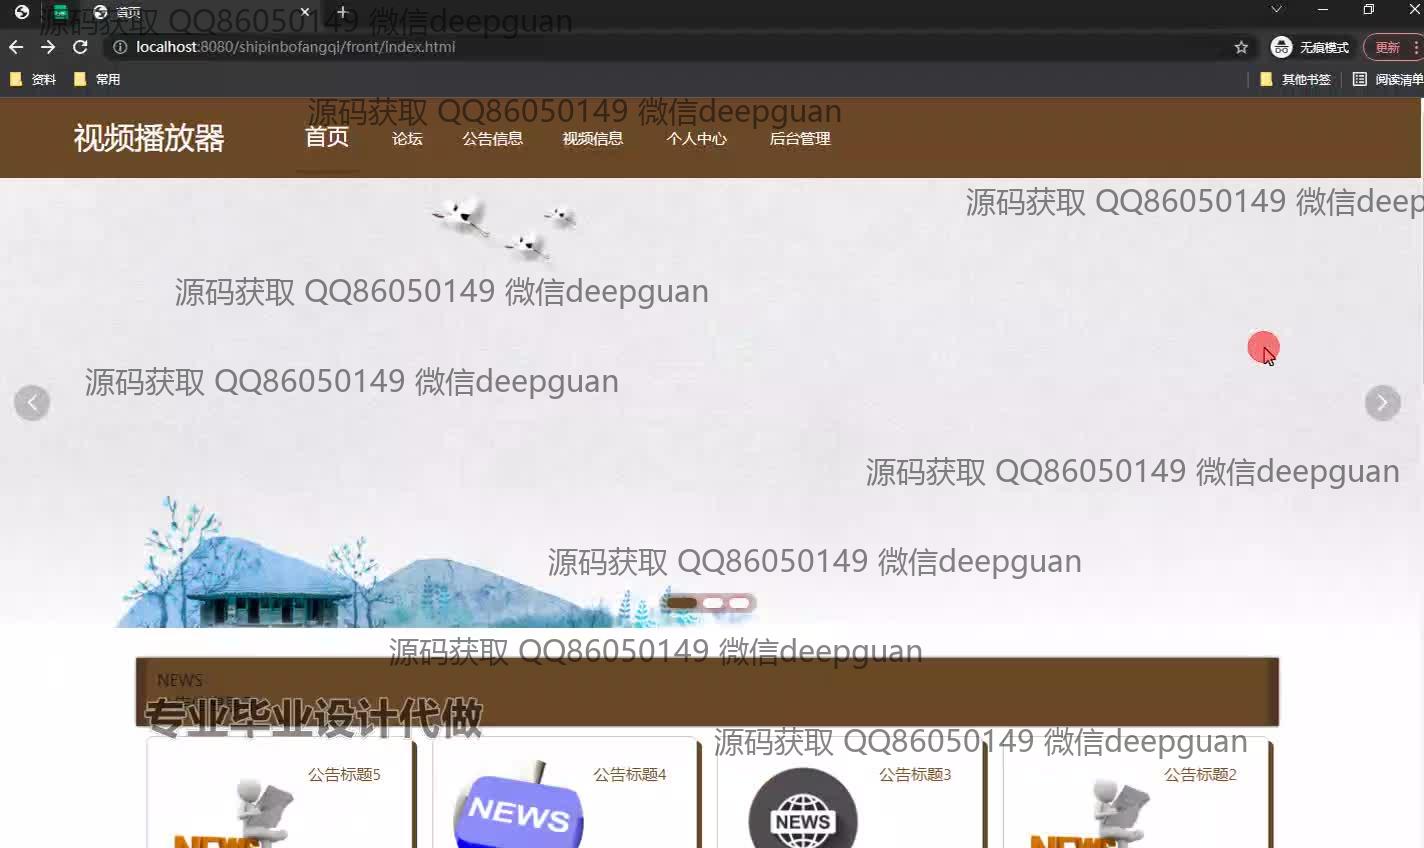 首页
源码获取 QQ86050149 微信deepguan
localhost:8080/shipinbofangqi/front/index.html
无痕模式
更新
资料
常用
其他书签
阅读清单
源码获取 QQ86050149 微信deepguan
视频播放器
首页
论坛
公告信息
视频信息
个人中心
后台管理
源码获取 QQ86050149 微信deep
源码获取 QQ86050149 微信deepguan
源码获取 QQ86050149 微信deepguan
源码获取 QQ86050149 微信deepguan
源码获取 QQ86050149 微信deepguan
源码获取 QQ86050149 微信deepguan
NEWS
专业毕业设计代做
源码获取 QQ86050149 微信deepguan
公告标题5
公告标题4
公告标题3
公告标题2
NEWS
NEWS
NEWS
NEWS